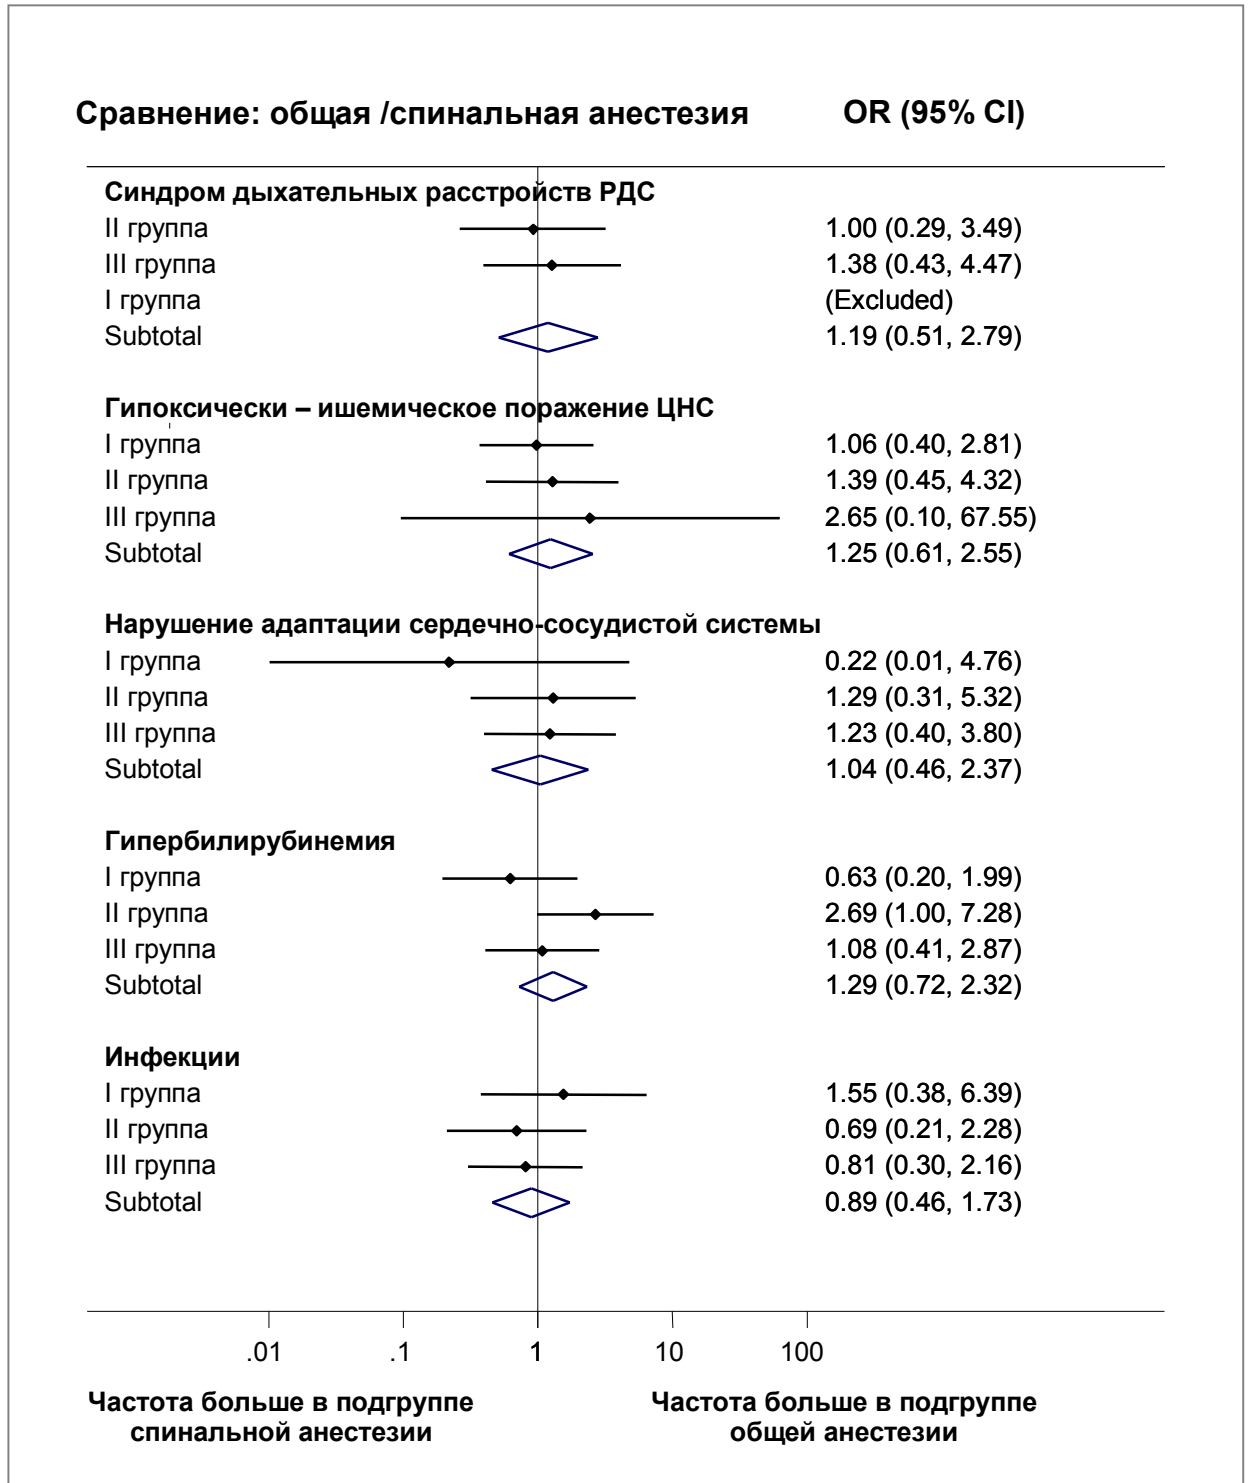 Сравнение: общая /спинальная анестезия OR (95% CI)
Синдром дыхательных расстройств РДС
II группа 1.00 (0.29, 3.49)
III группа 1.38 (0.43, 4.47)
I группа (Excluded)
Subtotal 1.19 (0.51, 2.79)
Гипоксически – ишемическое поражение ЦНС
I группа 1.06 (0.40, 2.81)
II группа 1.39 (0.45, 4.32)
III группа 2.65 (0.10, 67.55)
Subtotal 1.25 (0.61, 2.55)
Нарушение адаптации сердечно-сосудистой системы
I группа 0.22 (0.01, 4.76)
II группа 1.29 (0.31, 5.32)
III группа 1.23 (0.40, 3.80)
Subtotal 1.04 (0.46, 2.37)
Гипербилирубинемия
I группа 0.63 (0.20, 1.99)
II группа 2.69 (1.00, 7.28)
III группа 1.08 (0.41, 2.87)
Subtotal 1.29 (0.72, 2.32)
Инфекции
I группа 1.55 (0.38, 6.39)
II группа 0.69 (0.21, 2.28)
III группа 0.81 (0.30, 2.16)
Subtotal 0.89 (0.46, 1.73)
.01 .1 1 10 100
Частота больше в подгруппе
спинальной анестезии
Частота больше в подгруппе
общей анестезии